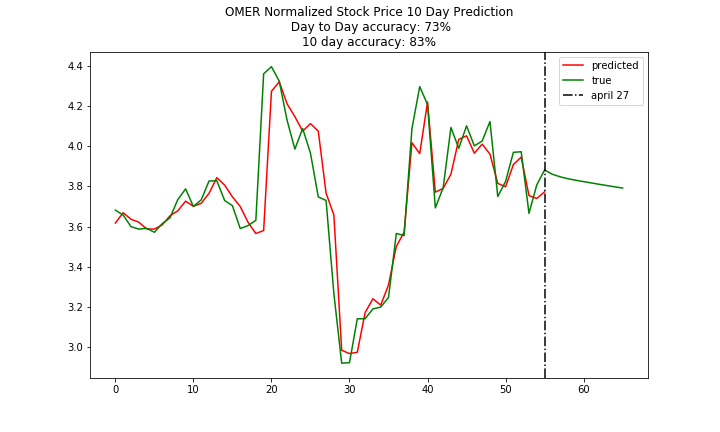 OMER Normalized Stock Price 10 Day Prediction
Day to Day accuracy: 73%
10 day accuracy: 83%
predicted
true
april 27
4.4
4.2
4.0
3.8
3.6
3.4
3.2
3.0
0 10 20 30 40 50 60